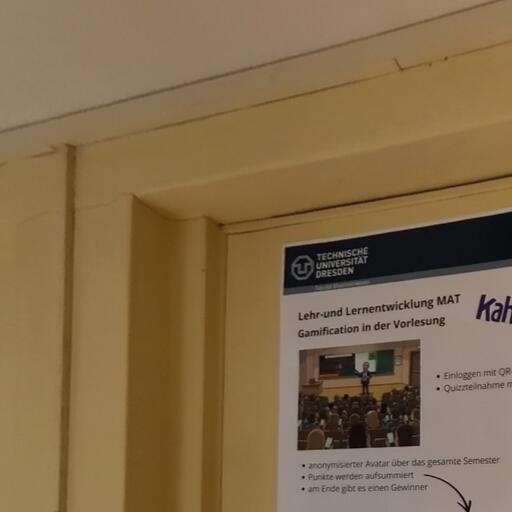 TECHNISCHE
UNIVERSITÄT
DRESDEN
Lehr-und Lernentwicklung MAT
Gamification in der Vorlesung
Kah
• Einloggen mit QR-
• Quizzteilnahme m
• anonymisierter Avatar über das gesamte Semester
• Punkte werden aufsummiert
• am Ende gibt es einen Gewinner